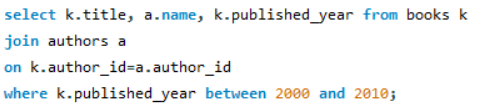 select k.title, a.name, k.published_year from books k
join authors a
on k.author_id=a.author_id
where k.published_year between 2000 and 2010;